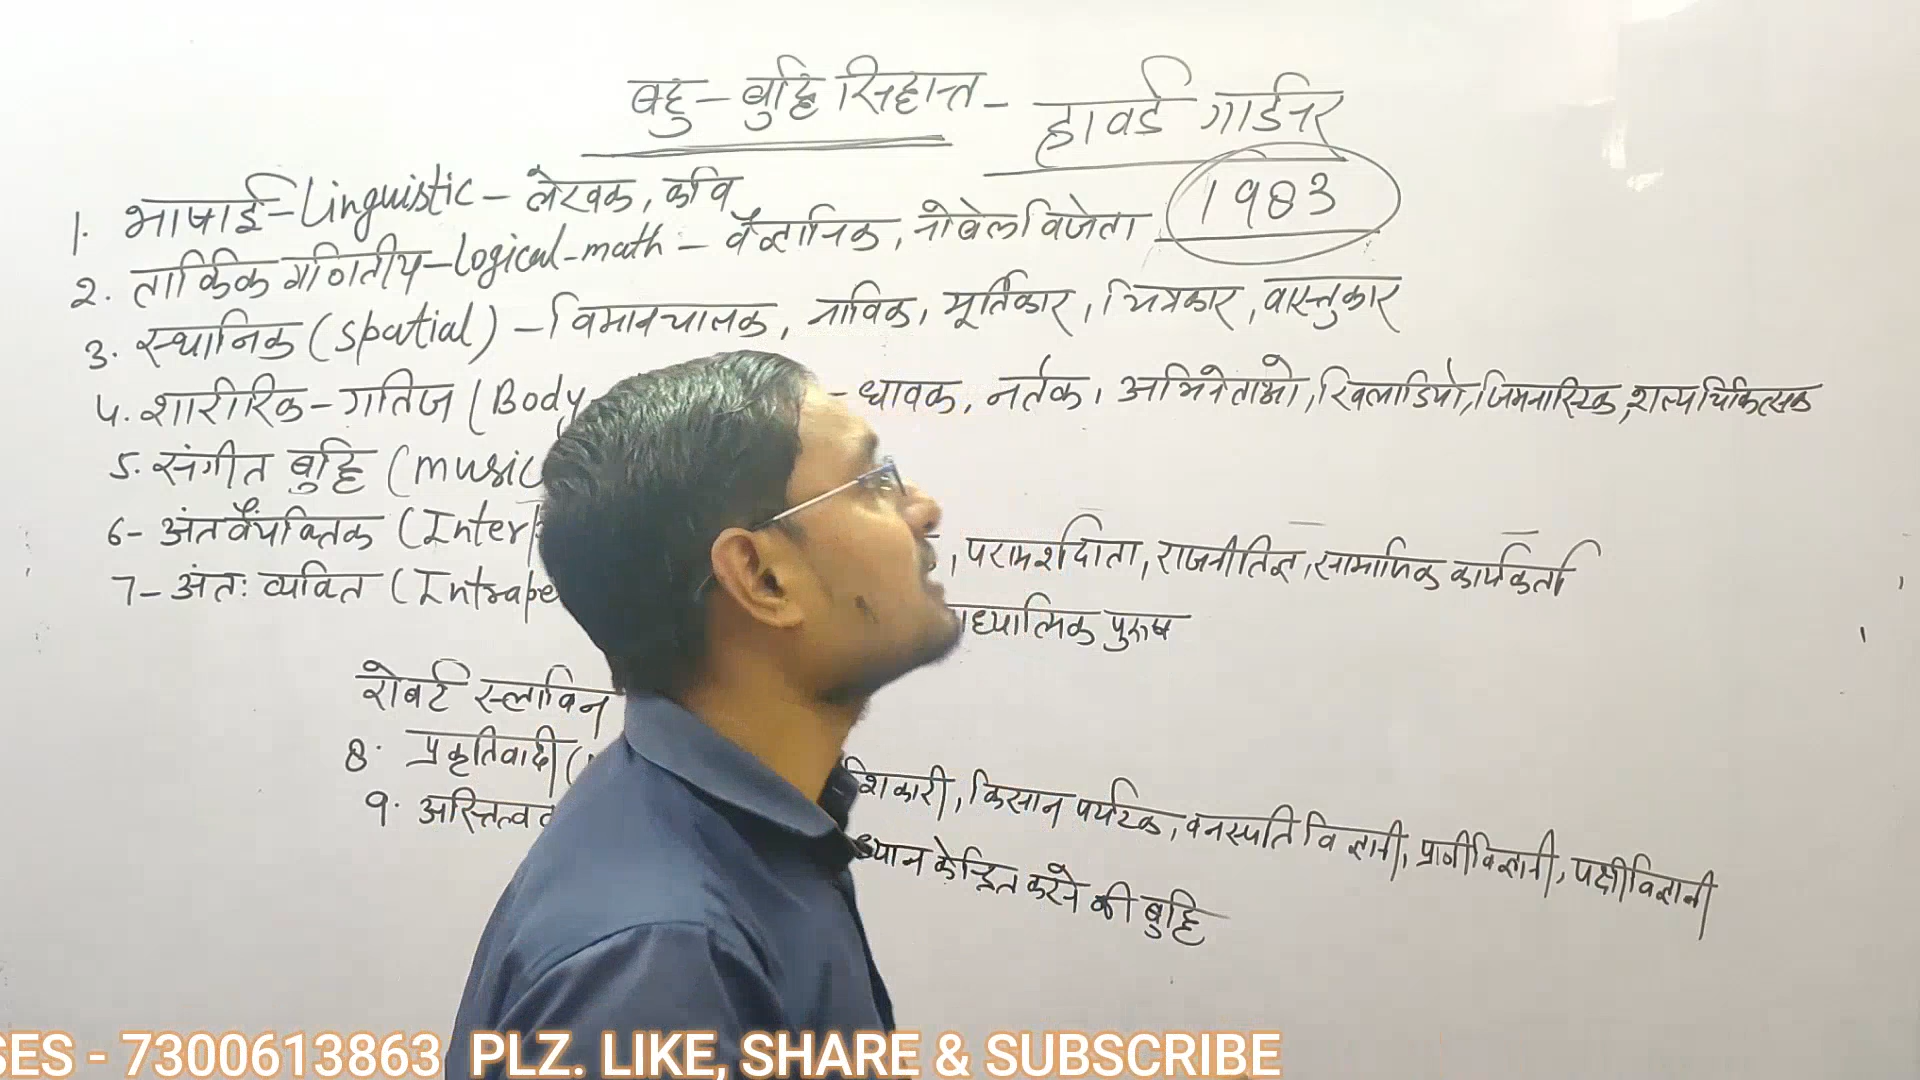 बहु - बुद्धि सिद्धान्त - हावर्ड गार्डनर
1983
1. भाषाई - Linguistic - लेखक, कवि
2. तार्किक गणितीय - Logical-math - वैज्ञानिक, नोबेल विजेता
3. स्थानिक (spatial) - विमानचालक, नाविक, मूर्तिकार, चित्रकार, वास्तुकार
4. शारीरिक - गतिज (Body - धावक, नर्तक, अभिनेताओ, खिलाडियो, जिमनास्टिक, शल्यचिकित्सक
5. संगीत बुद्धि (music
6- अंतर्वैयक्तिक (Interp , परामर्शदाता, राजनीतिज्ञ, सामाजिक कार्यकर्ता
7- अंतः व्यक्ति (Intrape ाध्यात्मिक पुरुष
रोबर्ट स्लाविन
8. प्रकृतिवादी ( शिकारी, किसान पर्यटक, वनस्पति विज्ञानी, प्राणीविज्ञानी, पक्षीविज्ञानी
9. अस्तित्व ध्यान केन्द्रित करने की बुद्धि
SES - 7300613863 PLZ. LIKE, SHARE & SUBSCRIBE